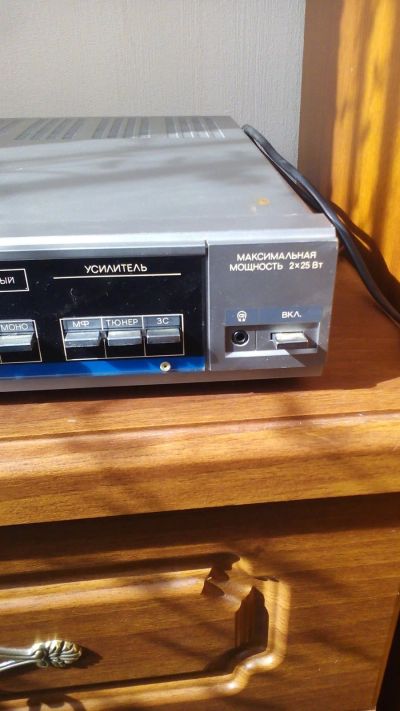 УСИЛИТЕЛЬ
МАКСИМАЛЬНАЯ
МОЩНОСТЬ 2×25 Вт
ЫЙ
МОНО
МФ
ТЮНЕР
ЗС
ВКЛ.